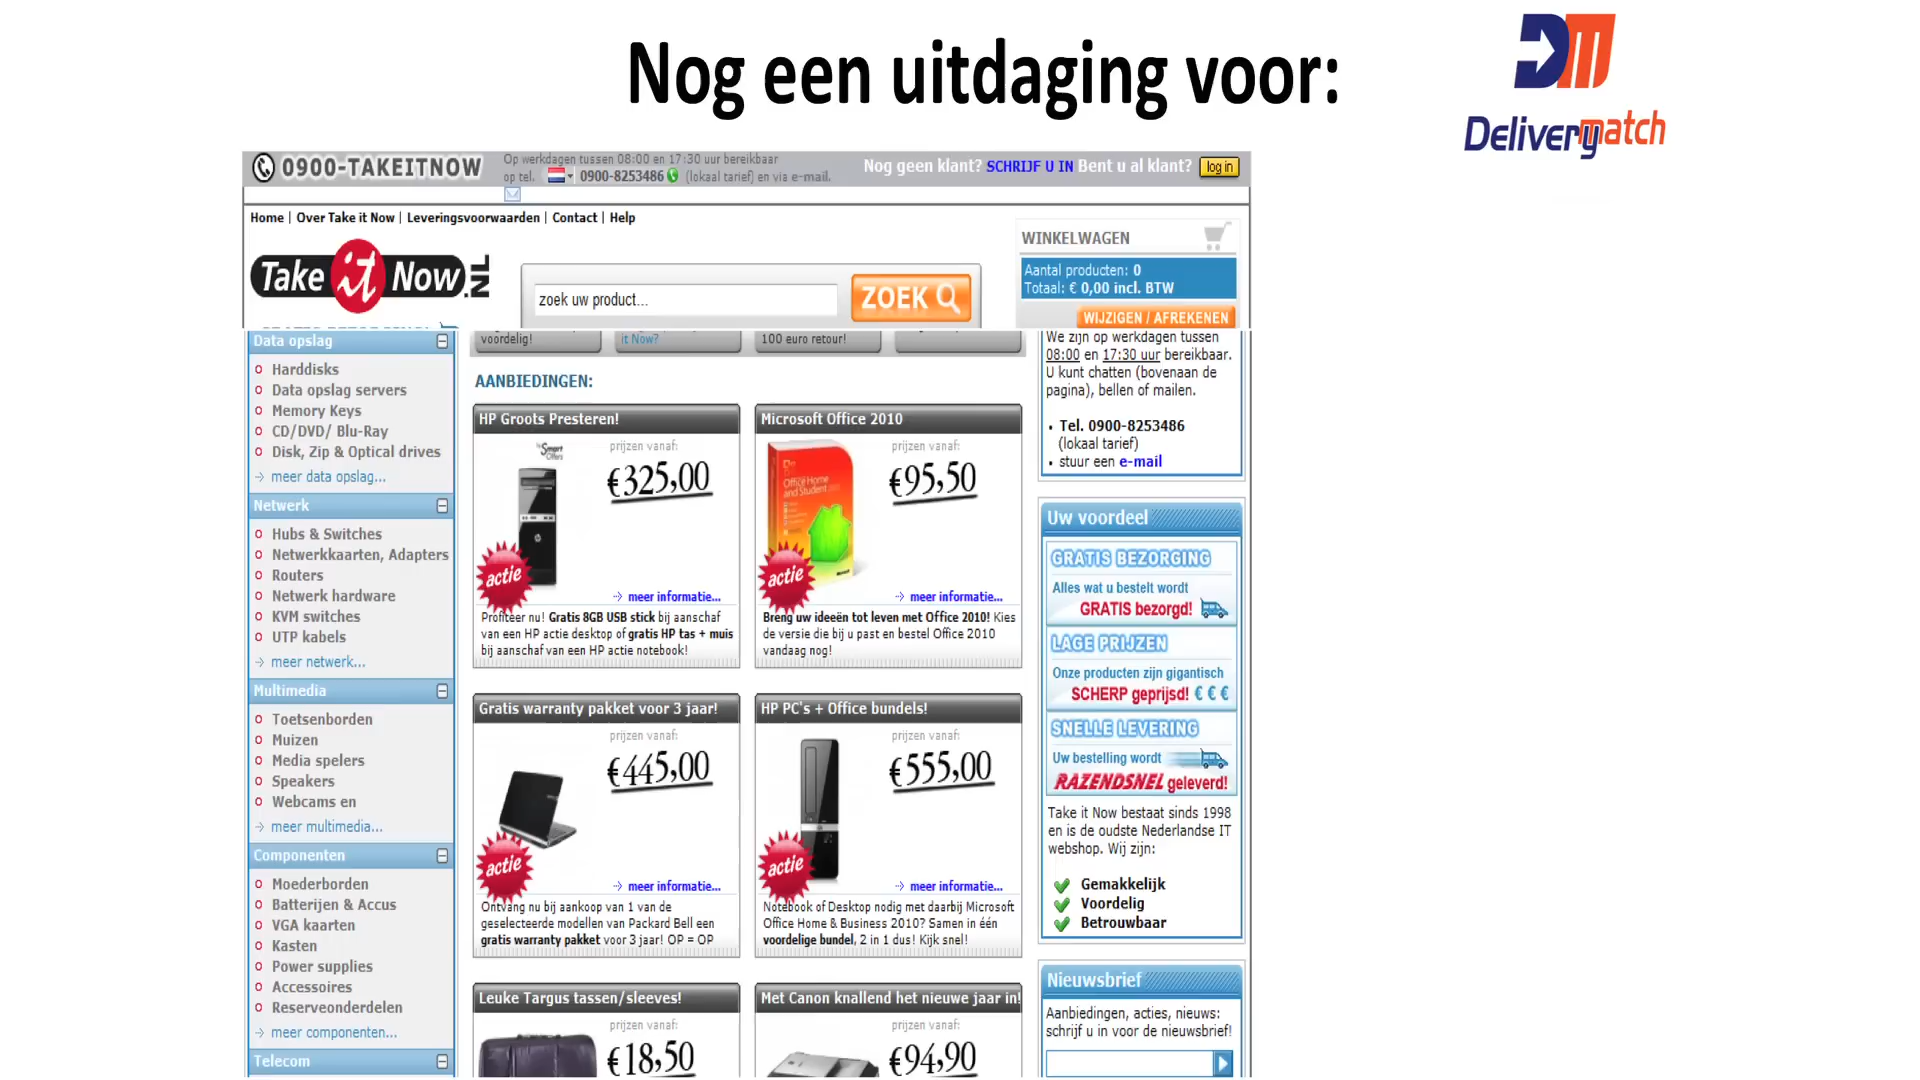 Nog een uitdaging voor:
DM
Deliverymatch
0900-TAKEITNOW
Op werkdagen tussen 08:00 en 17:30 uur bereikbaar
op tel. 0900-8253486 (lokaal tarief) en via e-mail.
Nog geen klant? SCHRIJF U IN Bent u al klant? log in
Home | Over Take it Now | Leveringsvoorwaarden | Contact | Help
Take it Now.NL
zoek uw product...
ZOEK
WINKELWAGEN
Aantal producten: 0
Totaal: € 0,00 incl. BTW
WIJZIGEN / AFREKENEN
Data opslag
Harddisks
Data opslag servers
Memory Keys
CD/DVD/ Blu-Ray
Disk, Zip & Optical drives
meer data opslag...
Netwerk
Hubs & Switches
Netwerkkaarten, Adapters
Routers
Netwerk hardware
KVM switches
UTP kabels
meer netwerk...
Multimedia
Toetsenborden
Muizen
Media spelers
Speakers
Webcams en
meer multimedia...
Componenten
Moederborden
Batterijen & Accus
VGA kaarten
Kasten
Power supplies
Accessoires
Reserveonderdelen
meer componenten...
Telecom
voordelig!
it Now?
100 euro retour!
AANBIEDINGEN:
HP Groots Presteren!
Smart
Offers
prijzen vanaf:
€325,00
actie
meer informatie...
Profiteer nu! Gratis 8GB USB stick bij aanschaf
van een HP actie desktop of gratis HP tas + muis
bij aanschaf van een HP actie notebook!
Microsoft Office 2010
Office Home
and Student
prijzen vanaf:
€95,50
actie
meer informatie...
Breng uw ideeën tot leven met Office 2010! Kies
de versie die bij u past en bestel Office 2010
vandaag nog!
Gratis warranty pakket voor 3 jaar!
prijzen vanaf:
€445,00
actie
meer informatie...
Ontvang nu bij aankoop van 1 van de
geselecteerde modellen van Packard Bell een
gratis warranty pakket voor 3 jaar! OP = OP
HP PC's + Office bundels!
prijzen vanaf:
€555,00
actie
meer informatie...
Notebook of Desktop nodig met daarbij Microsoft
Office Home & Business 2010? Samen in één
voordelige bundel, 2 in 1 dus! Kijk snel!
Leuke Targus tassen/sleeves!
prijzen vanaf:
€18,50
Met Canon knallend het nieuwe jaar in!
prijzen vanaf:
€94,90
We zijn op werkdagen tussen
08:00 en 17:30 uur bereikbaar.
U kunt chatten (bovenaan de
pagina), bellen of mailen.
• Tel. 0900-8253486
(lokaal tarief)
• stuur een e-mail
Uw voordeel
GRATIS BEZORGING
Alles wat u bestelt wordt
GRATIS bezorgd!
LAGE PRIJZEN
Onze producten zijn gigantisch
SCHERP geprijsd! € € €
SNELLE LEVERING
Uw bestelling wordt
RAZENDSNEL geleverd!
Take it Now bestaat sinds 1998
en is de oudste Nederlandse IT
webshop. Wij zijn:
Gemakkelijk
Voordelig
Betrouwbaar
Nieuwsbrief
Aanbiedingen, acties, nieuws:
schrijf u in voor de nieuwsbrief!